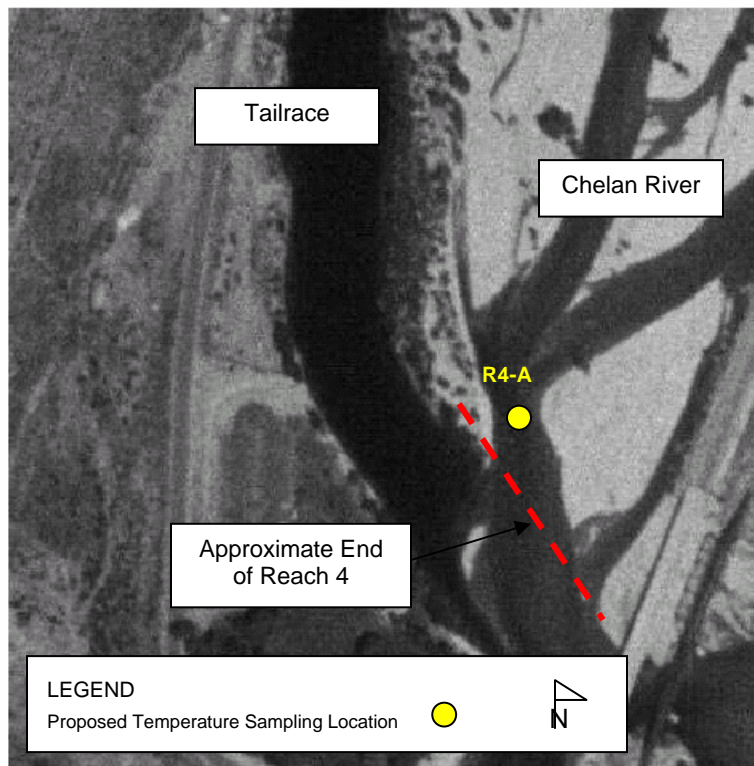 Tailrace
Chelan River
R4-A
Approximate End
of Reach 4
LEGEND
Proposed Temperature Sampling Location
N